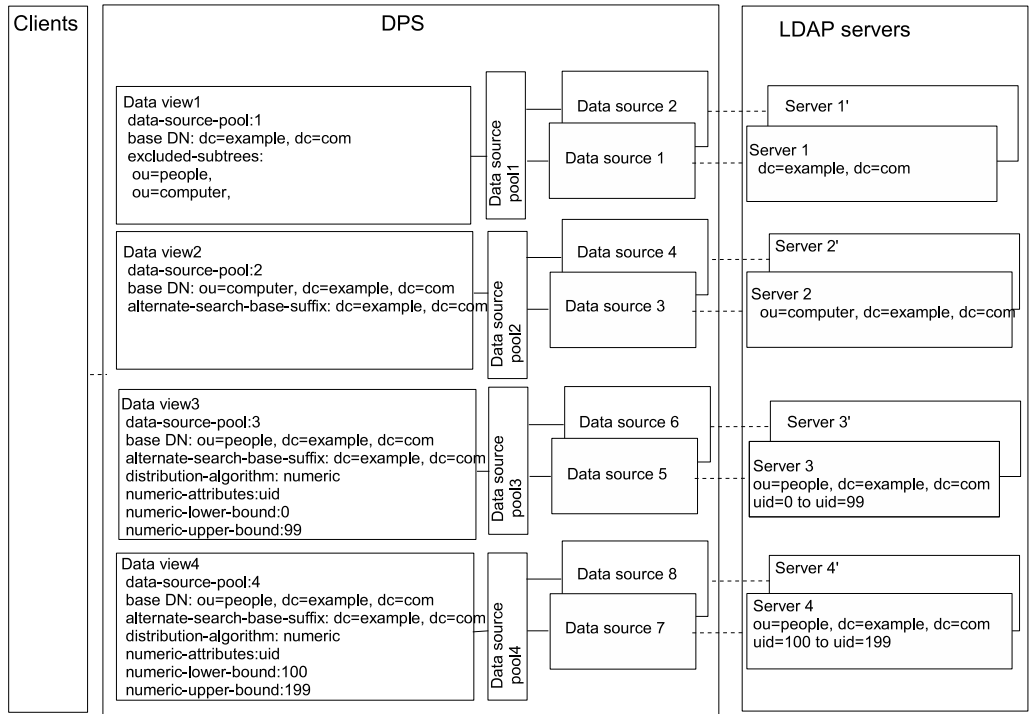 Clients
DPS
LDAP servers
Data view1
data-source-pool:1
base DN: dc=example, dc=com
excluded-subtrees:
ou=people,
ou=computer,
Data source
pool1
Data source 2
Data source 1
Server 1'
Server 1
dc=example, dc=com
Data view2
data-source-pool:2
base DN: ou=computer, dc=example, dc=com
alternate-search-base-suffix: dc=example, dc=com
Data source
pool2
Data source 4
Data source 3
Server 2'
Server 2
ou=computer, dc=example, dc=com
Data view3
data-source-pool:3
base DN: ou=people, dc=example, dc=com
alternate-search-base-suffix: dc=example, dc=com
distribution-algorithm: numeric
numeric-attributes:uid
numeric-lower-bound:0
numeric-upper-bound:99
Data source
pool3
Data source 6
Data source 5
Server 3'
Server 3
ou=people, dc=example, dc=com
uid=0 to uid=99
Data view4
data-source-pool:4
base DN: ou=people, dc=example, dc=com
alternate-search-base-suffix: dc=example, dc=com
distribution-algorithm: numeric
numeric-attributes:uid
numeric-lower-bound:100
numeric-upper-bound:199
Data source
pool4
Data source 8
Data source 7
Server 4'
Server 4
ou=people, dc=example, dc=com
uid=100 to uid=199